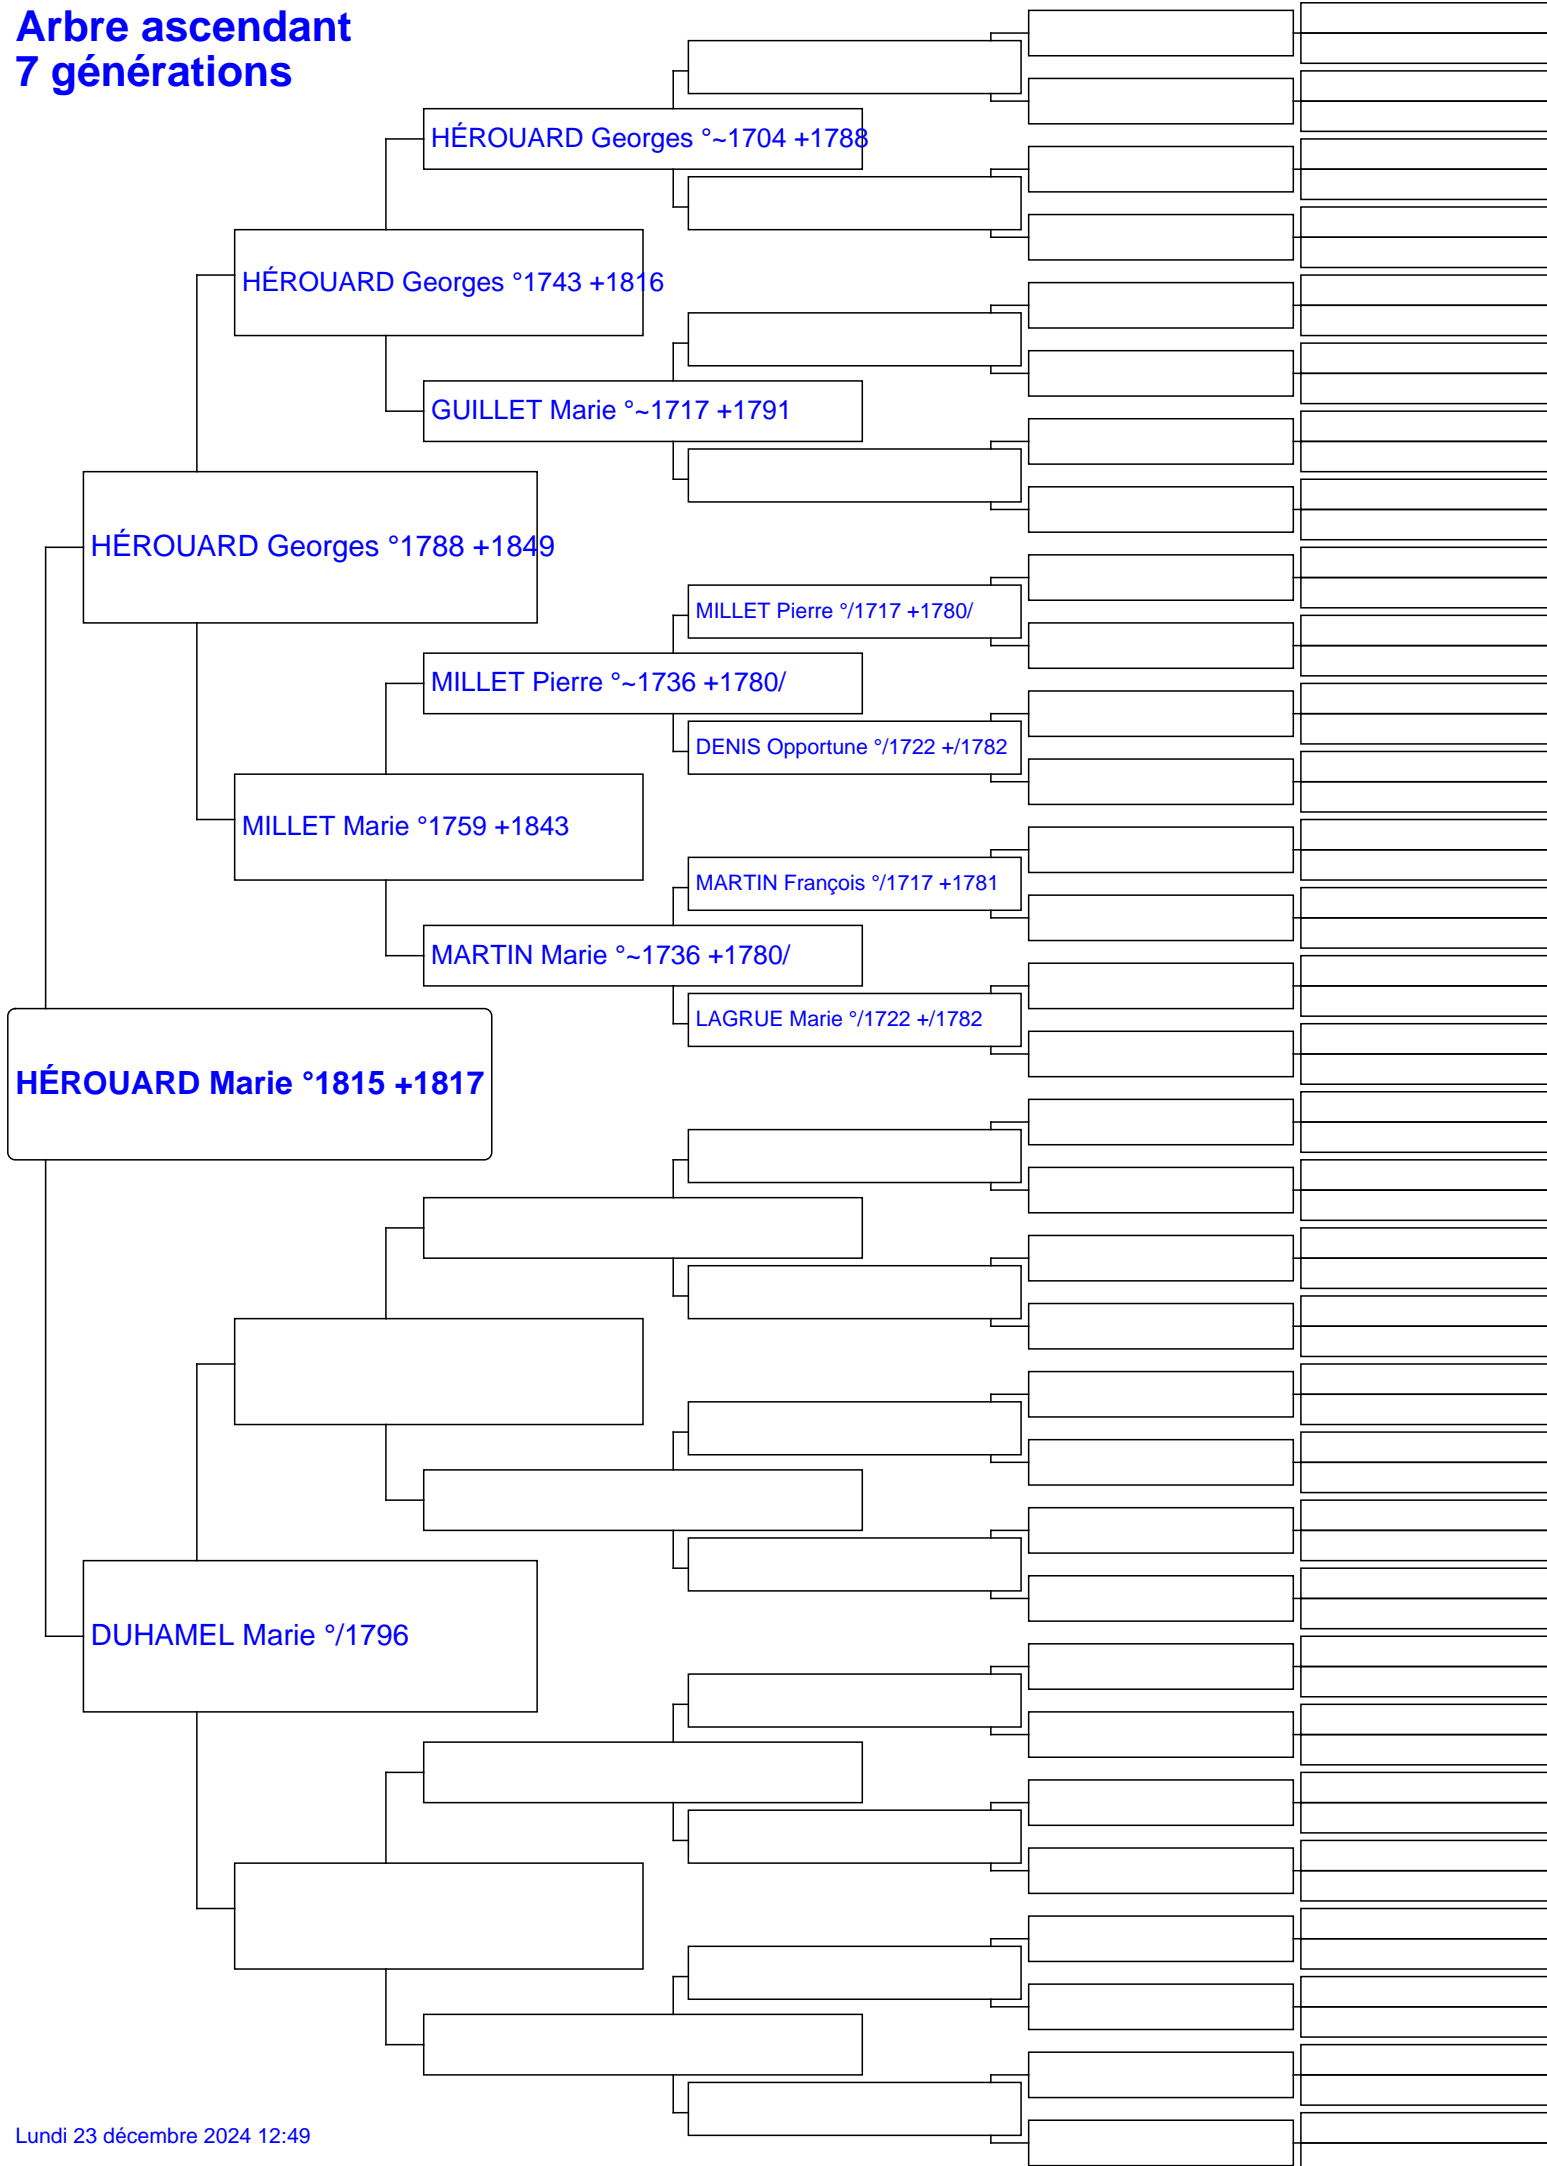 Arbre ascendant
7 générations
HÉROUARD Georges °~1704 +1788
HÉROUARD Georges °1743 +1816
GUILLET Marie °~1717 +1791
HÉROUARD Georges °1788 +1849
MILLET Pierre °/1717 +1780/
MILLET Pierre °~1736 +1780/
DENIS Opportune °/1722 +/1782
MILLET Marie °1759 +1843
MARTIN François °/1717 +1781
MARTIN Marie °~1736 +1780/
LAGRUE Marie °/1722 +/1782
HÉROUARD Marie °1815 +1817
DUHAMEL Marie °/1796
Lundi 23 décembre 2024 12:49